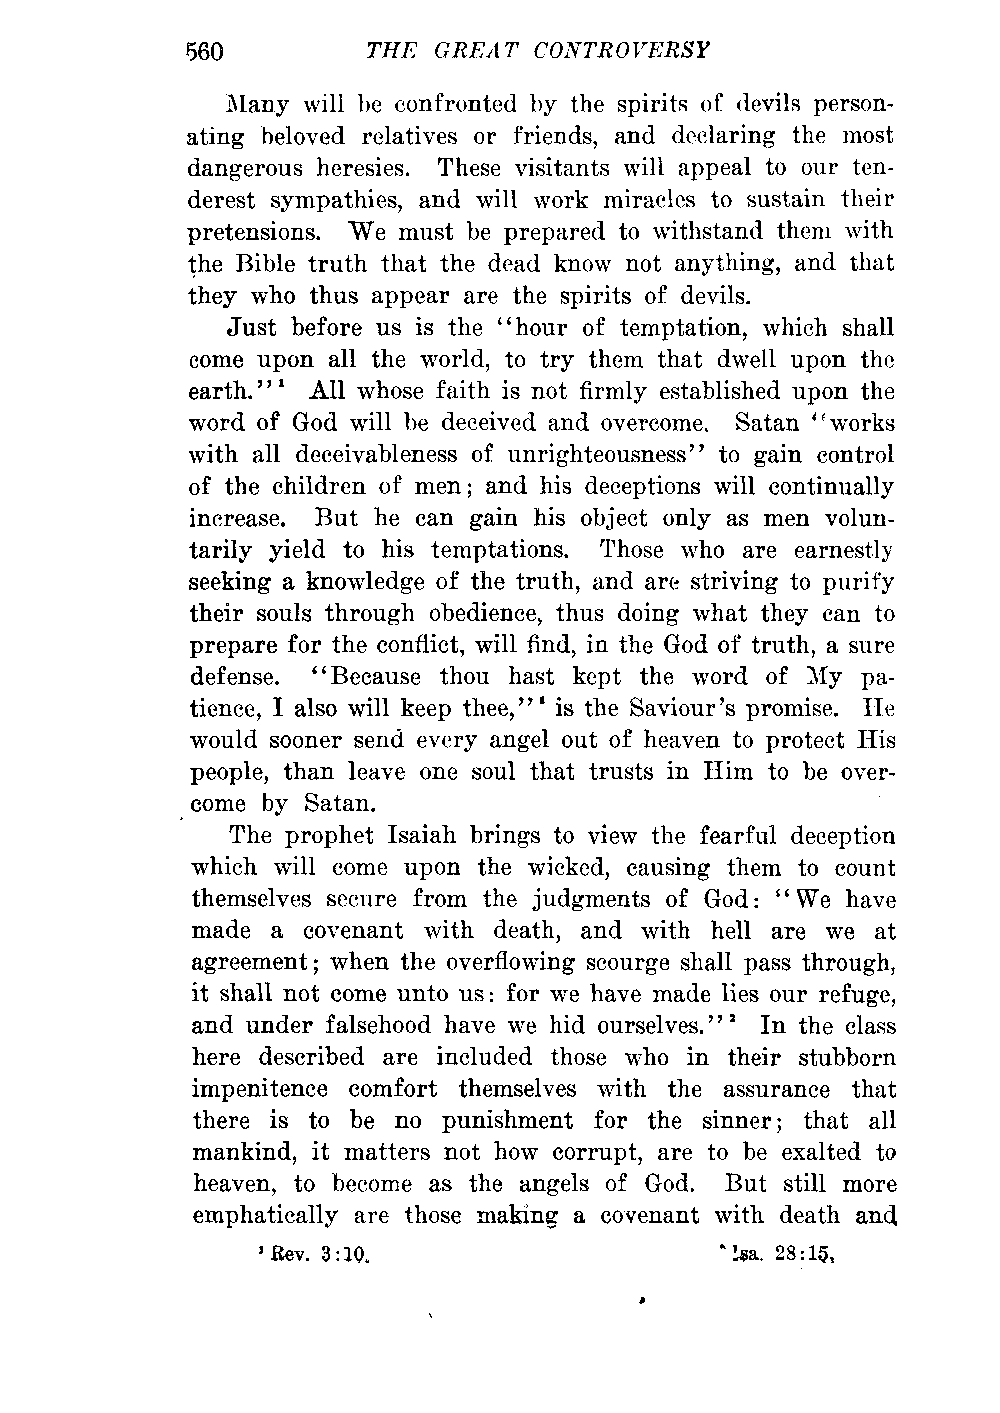 560 THE GREAT CONTROVERSY
Many will be confronted by the spirits of devils person-
ating beloved relatives or friends, and declaring the most
dangerous heresies. These visitants will appeal to our ten-
derest sympathies, and will work miracles to sustain their
pretensions. We must be prepared to withstand them with
the Bible truth that the dead know not anything, and that
they who thus appear are the spirits of devils.
Just before us is the "hour of temptation, which shall
come upon all the world, to try them that dwell upon the
earth."¹ All whose faith is not firmly established upon the
word of God will be deceived and overcome. Satan "works
with all deceivableness of unrighteousness" to gain control
of the children of men; and his deceptions will continually
increase. But he can gain his object only as men volun-
tarily yield to his temptations. Those who are earnestly
seeking a knowledge of the truth, and are striving to purify
their souls through obedience, thus doing what they can to
prepare for the conflict, will find, in the God of truth, a sure
defense. "Because thou hast kept the word of My pa-
tience, I also will keep thee,"¹ is the Saviour's promise. He
would sooner send every angel out of heaven to protect His
people, than leave one soul that trusts in Him to be over-
come by Satan.
The prophet Isaiah brings to view the fearful deception
which will come upon the wicked, causing them to count
themselves secure from the judgments of God: "We have
made a covenant with death, and with hell are we at
agreement; when the overflowing scourge shall pass through,
it shall not come unto us: for we have made lies our refuge,
and under falsehood have we hid ourselves."² In the class
here described are included those who in their stubborn
impenitence comfort themselves with the assurance that
there is to be no punishment for the sinner; that all
mankind, it matters not how corrupt, are to be exalted to
heaven, to become as the angels of God. But still more
emphatically are those making a covenant with death and
¹ Rev. 3:10. ² Isa. 28:15.